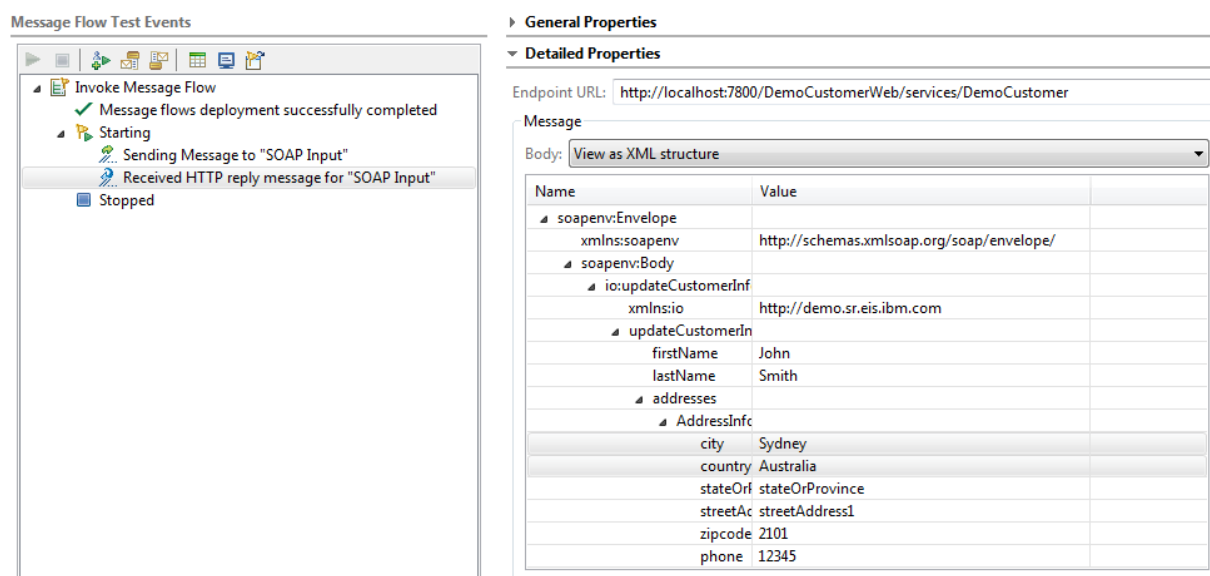 Message Flow Test Events
Invoke Message Flow
Message flows deployment successfully completed
Starting
Sending Message to "SOAP Input"
Received HTTP reply message for "SOAP Input"
Stopped
General Properties
Detailed Properties
Endpoint URL: http://localhost:7800/DemoCustomerWeb/services/DemoCustomer
Message
Body: View as XML structure
Name Value
soapenv:Envelope
xmlns:soapenv http://schemas.xmlsoap.org/soap/envelope/
soapenv:Body
io:updateCustomerInf
xmlns:io http://demo.sr.eis.ibm.com
updateCustomerIn
firstName John
lastName Smith
addresses
AddressInfo
city Sydney
country Australia
stateOrP stateOrProvince
streetAd streetAddress1
zipcode 2101
phone 12345